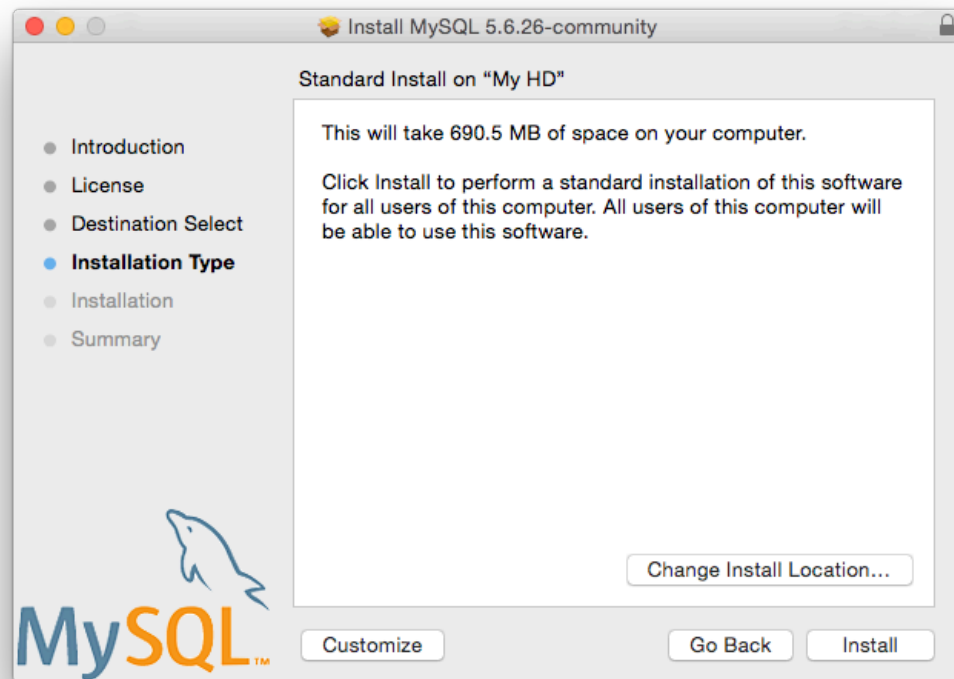 Install MySQL 5.6.26-community
Standard Install on “My HD”
Introduction
License
Destination Select
Installation Type
Installation
Summary
This will take 690.5 MB of space on your computer.
Click Install to perform a standard installation of this software
for all users of this computer. All users of this computer will
be able to use this software.
Change Install Location...
MySQL™
Customize
Go Back
Install